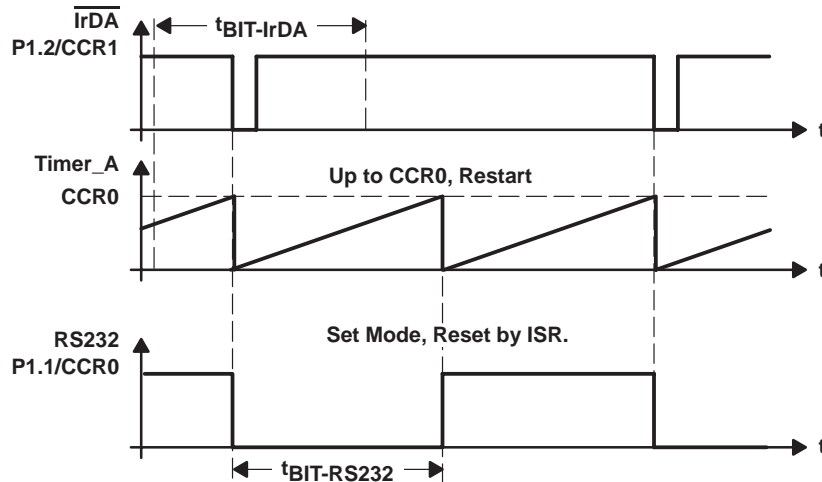 IrDA
P1.2/CCR1
tBIT-IrDA
t
Timer_A
CCR0
Up to CCR0, Restart
t
RS232
P1.1/CCR0
Set Mode, Reset by ISR.
t
tBIT-RS232